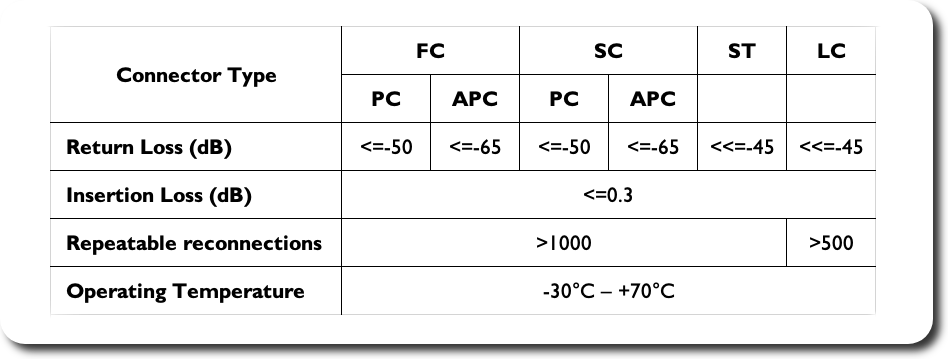 Connector Type FC SC ST LC
PC APC PC APC
Return Loss (dB) <=-50 <=-65 <=-50 <=-65 <<=-45 <<=-45
Insertion Loss (dB) <=0.3
Repeatable reconnections >1000 >500
Operating Temperature -30°C – +70°C